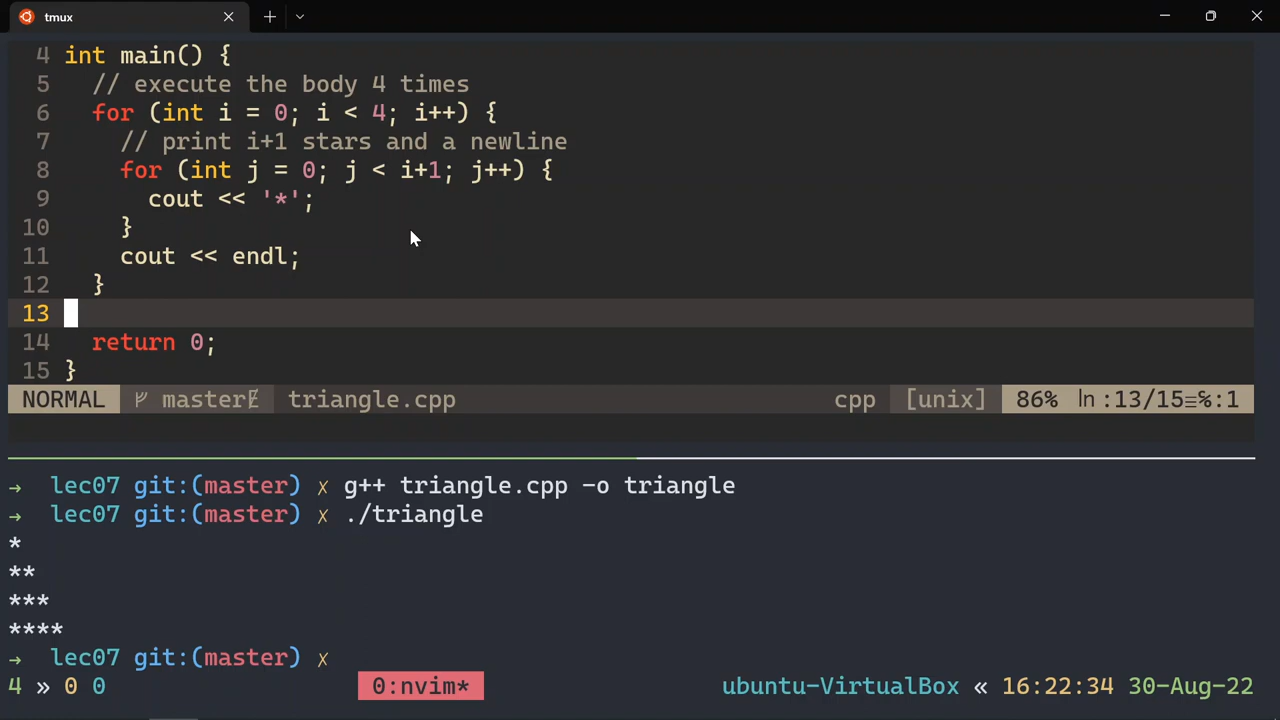 tmux
4 int main() {
5 // execute the body 4 times
6 for (int i = 0; i < 4; i++) {
7 // print i+1 stars and a newline
8 for (int j = 0; j < i+1; j++) {
9 cout << '*';
10 }
11 cout << endl;
12 }
13
14 return 0;
15 }
NORMAL master triangle.cpp cpp [unix] 86% ln :13/15≡℅:1
→ lec07 git:(master) ✗ g++ triangle.cpp -o triangle
→ lec07 git:(master) ✗ ./triangle
*
**
***
****
→ lec07 git:(master) ✗
4 » 0 0 0:nvim* ubuntu-VirtualBox « 16:22:34 30-Aug-22